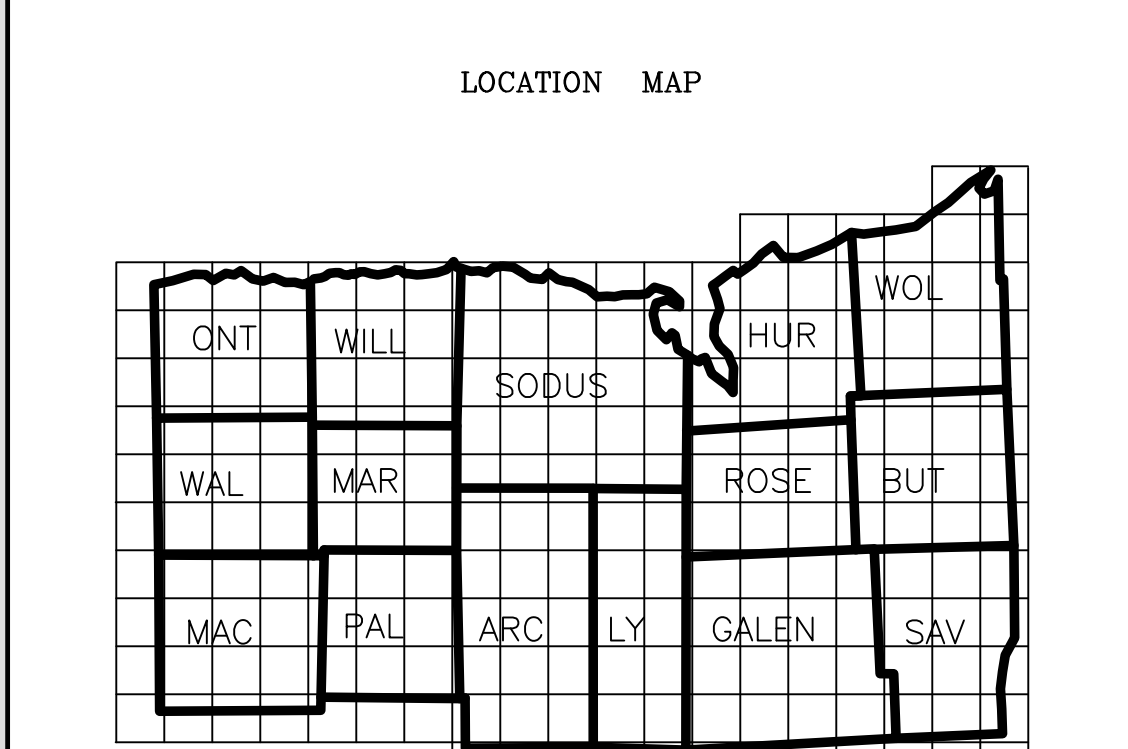 LOCATION MAP
WOL
ONT WILL HUR
SODUS
WAL MAR ROSE BUT
MAC PAL ARC LY GALEN SAV